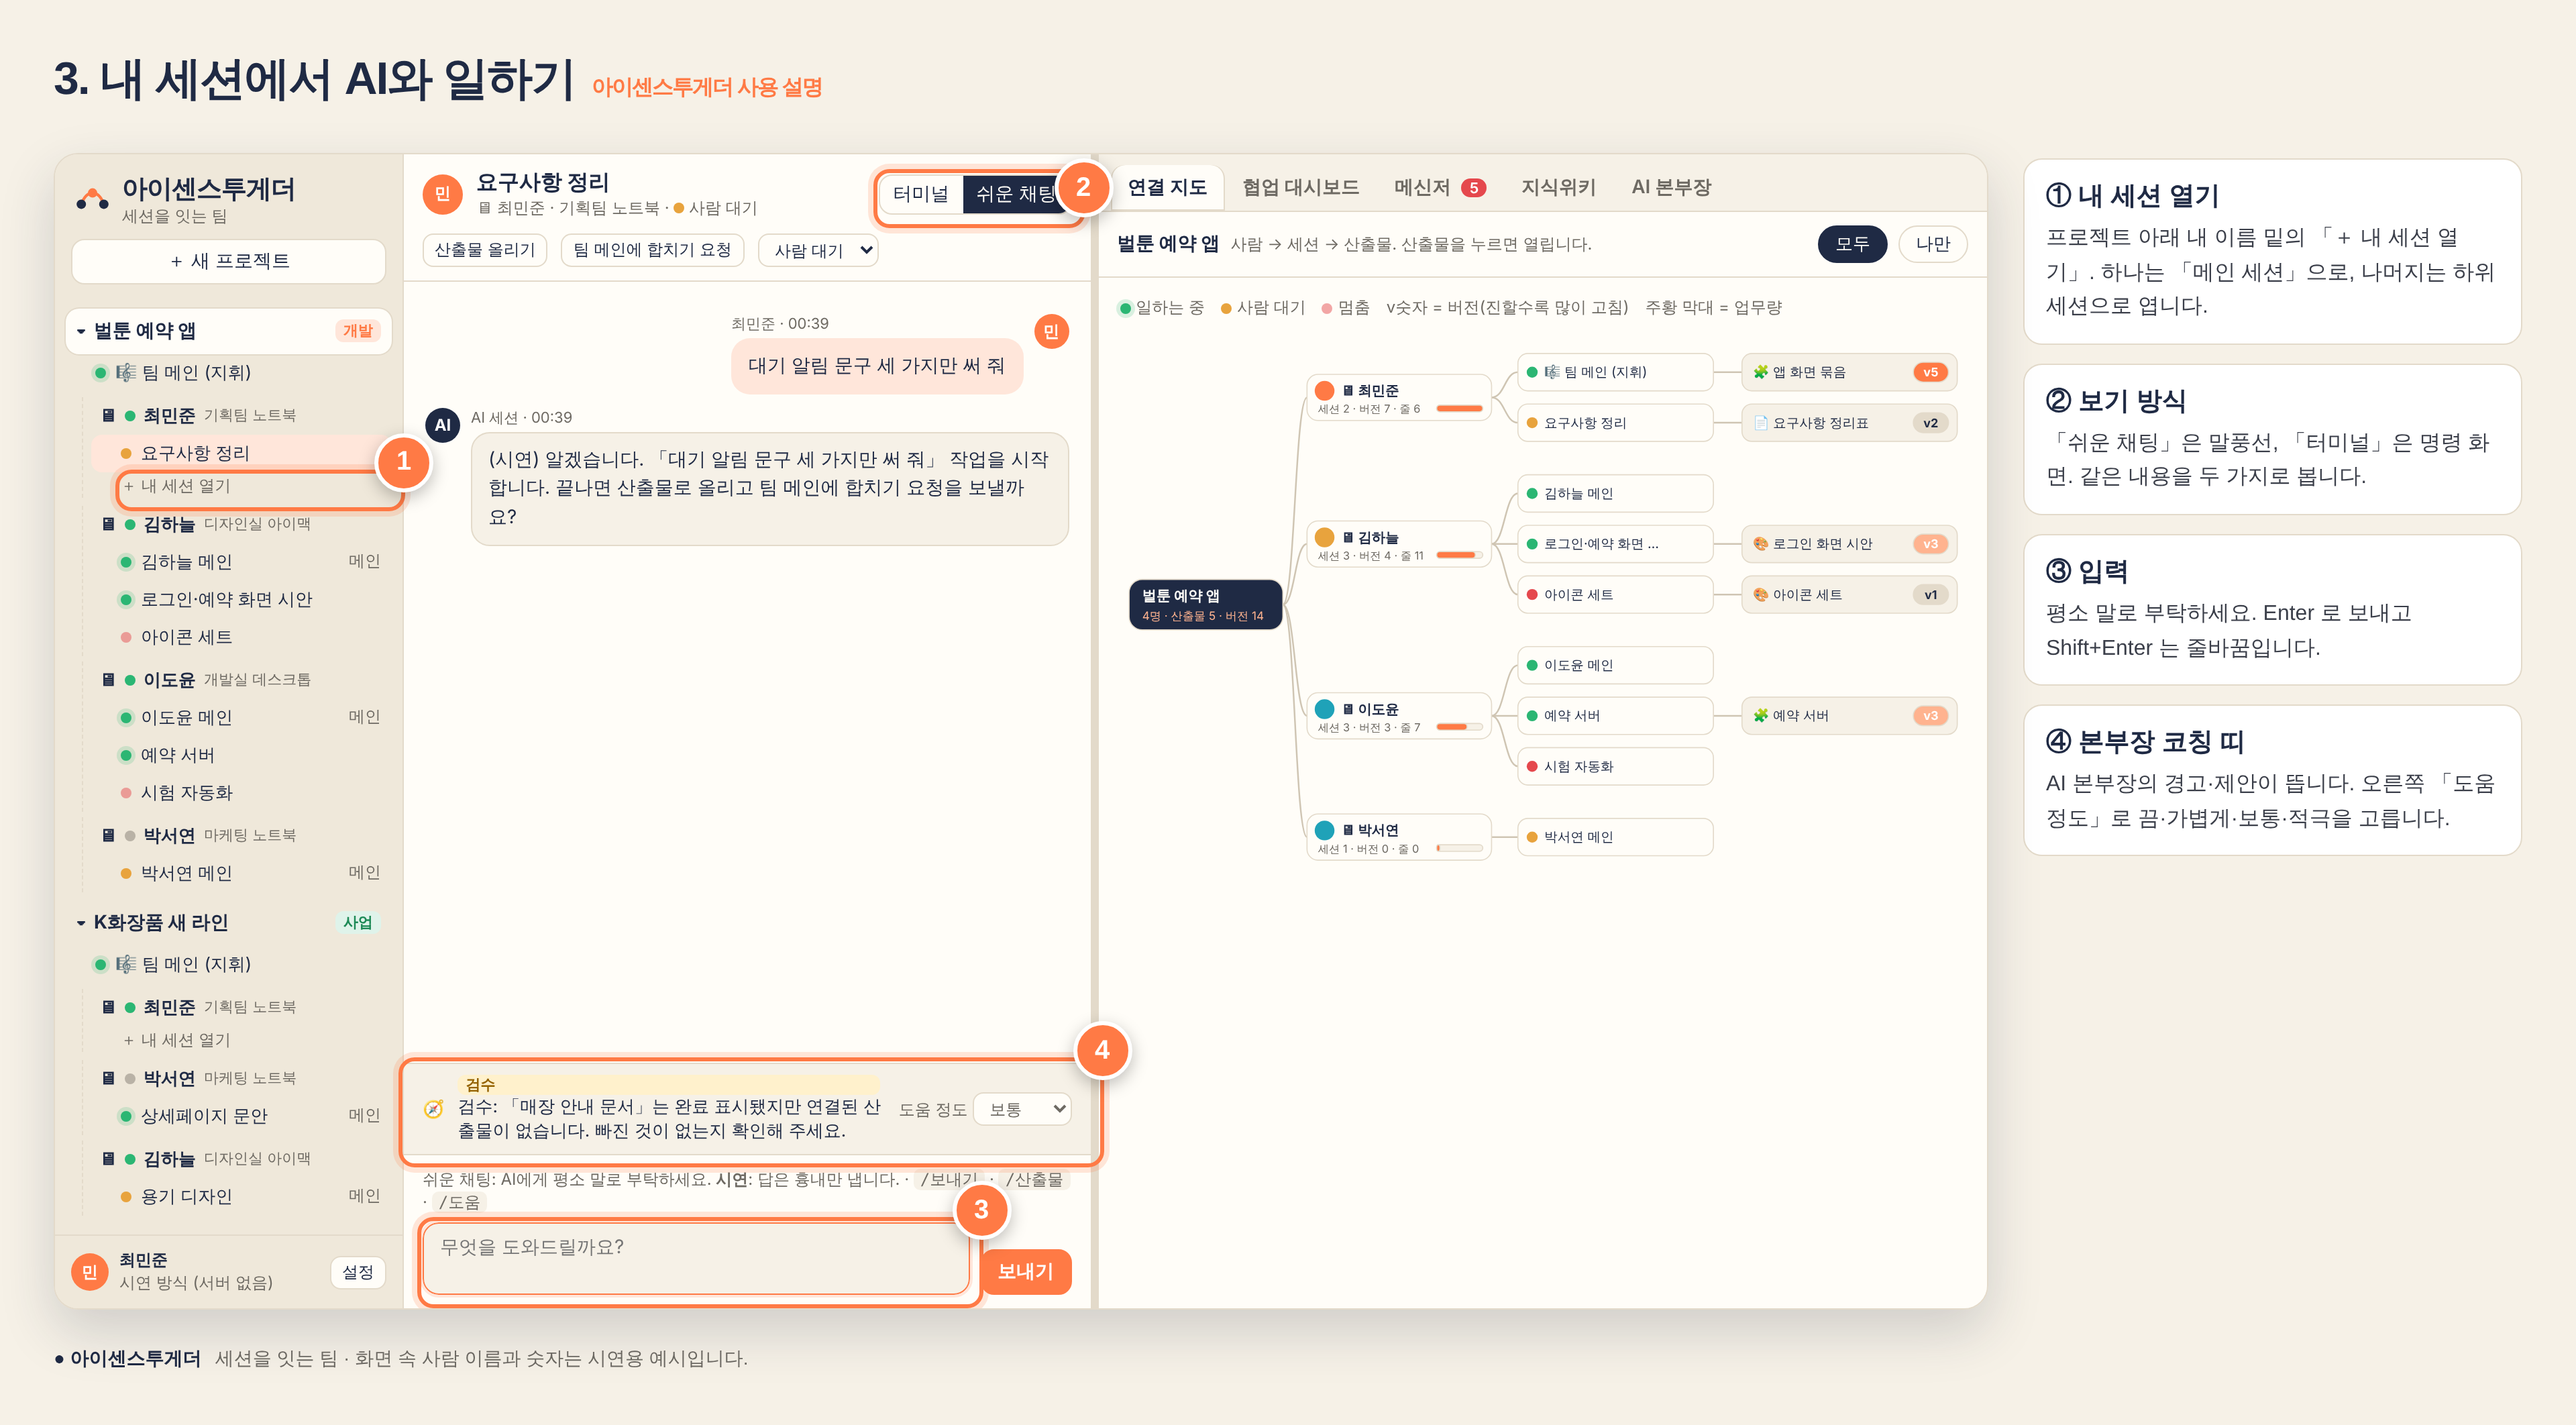 3. 내 세션에서 AI와 일하기 아이센스투게더 사용 설명
아이센스투게더
세션을 잇는 팀
+ 새 프로젝트
벌툰 예약 앱 개발
팀 메인 (지휘)
최민준 기획팀 노트북
요구사항 정리
+ 내 세션 열기
1
김하늘 디자인실 아이맥
김하늘 메인 메인
로그인·예약 화면 시안
아이콘 세트
이도윤 개발실 데스크톱
이도윤 메인 메인
예약 서버
시험 자동화
박서연 마케팅 노트북
박서연 메인 메인
K화장품 새 라인 사업
팀 메인 (지휘)
최민준 기획팀 노트북
+ 내 세션 열기
박서연 마케팅 노트북
상세페이지 문안 메인
김하늘 디자인실 아이맥
용기 디자인 메인
민 최민준
시연 방식 (서버 없음)
설정
민 요구사항 정리
최민준 · 기획팀 노트북 · 사람 대기
터미널 쉬운 채팅
2
산출물 올리기 팀 메인에 합치기 요청 사람 대기
최민준 · 00:39
민
대기 알림 문구 세 가지만 써 줘
AI AI 세션 · 00:39
(시연) 알겠습니다. 「대기 알림 문구 세 가지만 써 줘」 작업을 시작
합니다. 끝나면 산출물로 올리고 팀 메인에 합치기 요청을 보낼까
요?
4
검수
검수: 「매장 안내 문서」는 완료 표시됐지만 연결된 산
출물이 없습니다. 빠진 것이 없는지 확인해 주세요.
도움 정도 보통
쉬운 채팅: AI에게 평소 말로 부탁하세요. 시연: 답은 흉내만 냅니다. · /보내기 · /산출물
· /도움
3
무엇을 도와드릴까요?
보내기
연결 지도 협업 대시보드 메신저 5 지식위키 AI 본부장
벌툰 예약 앱 사람 → 세션 → 산출물. 산출물을 누르면 열립니다. 모두 나만
일하는 중 사람 대기 멈춤 v숫자 = 버전(진할수록 많이 고침) 주황 막대 = 업무량
벌툰 예약 앱
4명 · 산출물 5 · 버전 14
최민준
세션 2 · 버전 7 · 줄 6
팀 메인 (지휘) 앱 화면 묶음 v5
요구사항 정리 요구사항 정리표 v2
김하늘
세션 3 · 버전 4 · 줄 11
김하늘 메인
로그인·예약 화면 ... 로그인 화면 시안 v3
아이콘 세트 아이콘 세트 v1
이도윤
세션 3 · 버전 3 · 줄 7
이도윤 메인
예약 서버 예약 서버 v3
시험 자동화
박서연
세션 1 · 버전 0 · 줄 0
박서연 메인
① 내 세션 열기
프로젝트 아래 내 이름 밑의 「+ 내 세션 열
기」. 하나는 「메인 세션」으로, 나머지는 하위
세션으로 엽니다.
② 보기 방식
「쉬운 채팅」은 말풍선, 「터미널」은 명령 화
면. 같은 내용을 두 가지로 봅니다.
③ 입력
평소 말로 부탁하세요. Enter 로 보내고
Shift+Enter 는 줄바꿈입니다.
④ 본부장 코칭 띠
AI 본부장의 경고·제안이 뜹니다. 오른쪽 「도움
정도」로 끔·가볍게·보통·적극을 고릅니다.
● 아이센스투게더 세션을 잇는 팀 · 화면 속 사람 이름과 숫자는 시연용 예시입니다.